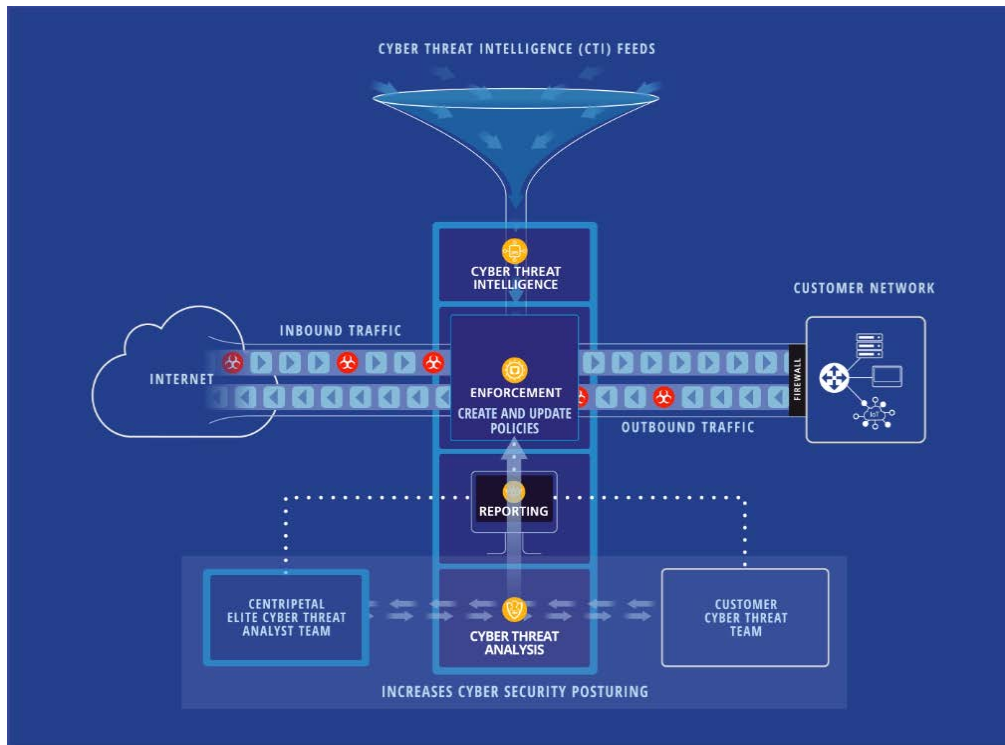 CYBER THREAT INTELLIGENCE (CTI) FEEDS
CYBER THREAT
INTELLIGENCE
CUSTOMER NETWORK
INBOUND TRAFFIC
INTERNET
ENFORCEMENT
CREATE AND UPDATE
POLICIES
FIREWALL
IIoT
OUTBOUND TRAFFIC
REPORTING
CENTRIPETAL
ELITE CYBER THREAT
ANALYST TEAM
CYBER THREAT
ANALYSIS
CUSTOMER
CYBER THREAT
TEAM
INCREASES CYBER SECURITY POSTURING